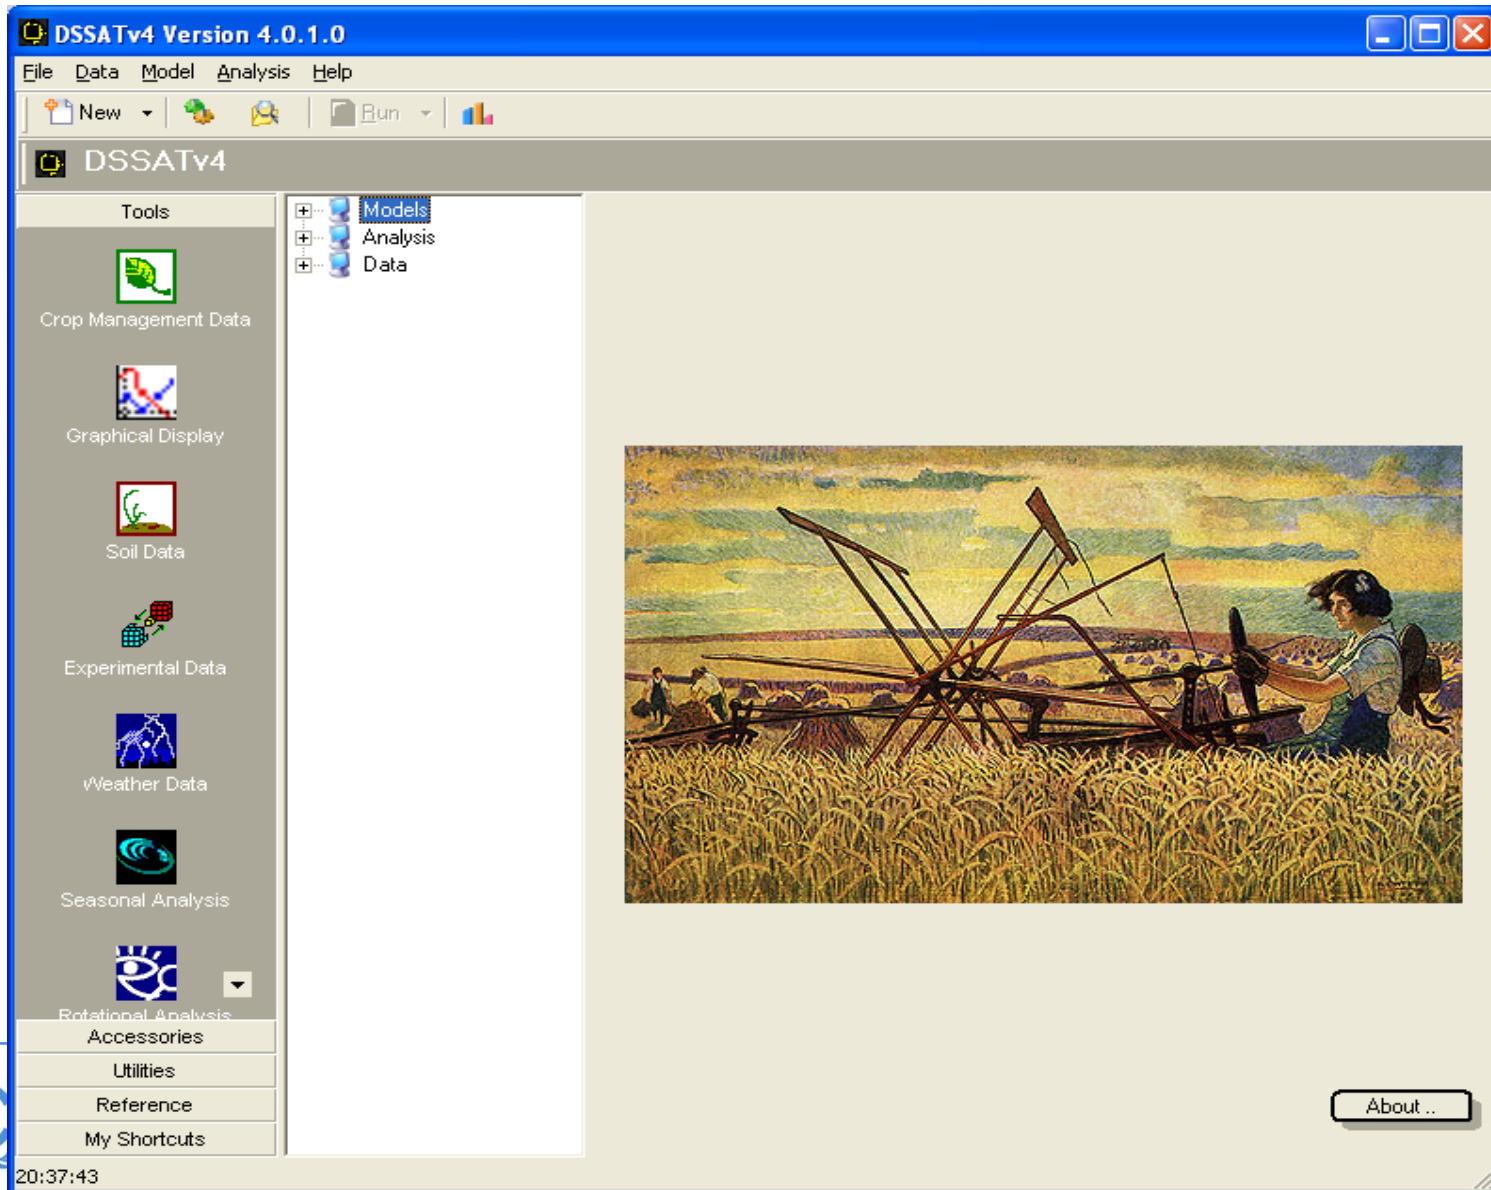 DSSATv4 Version 4.0.1.0
File Data Model Analysis Help
New Run
DSSATv4
Tools
Crop Management Data
Graphical Display
Soil Data
Experimental Data
Weather Data
Seasonal Analysis
Rotational Analysis
Accessories
Utilities
Reference
My Shortcuts
Models
Analysis
Data
About ..
20:37:43